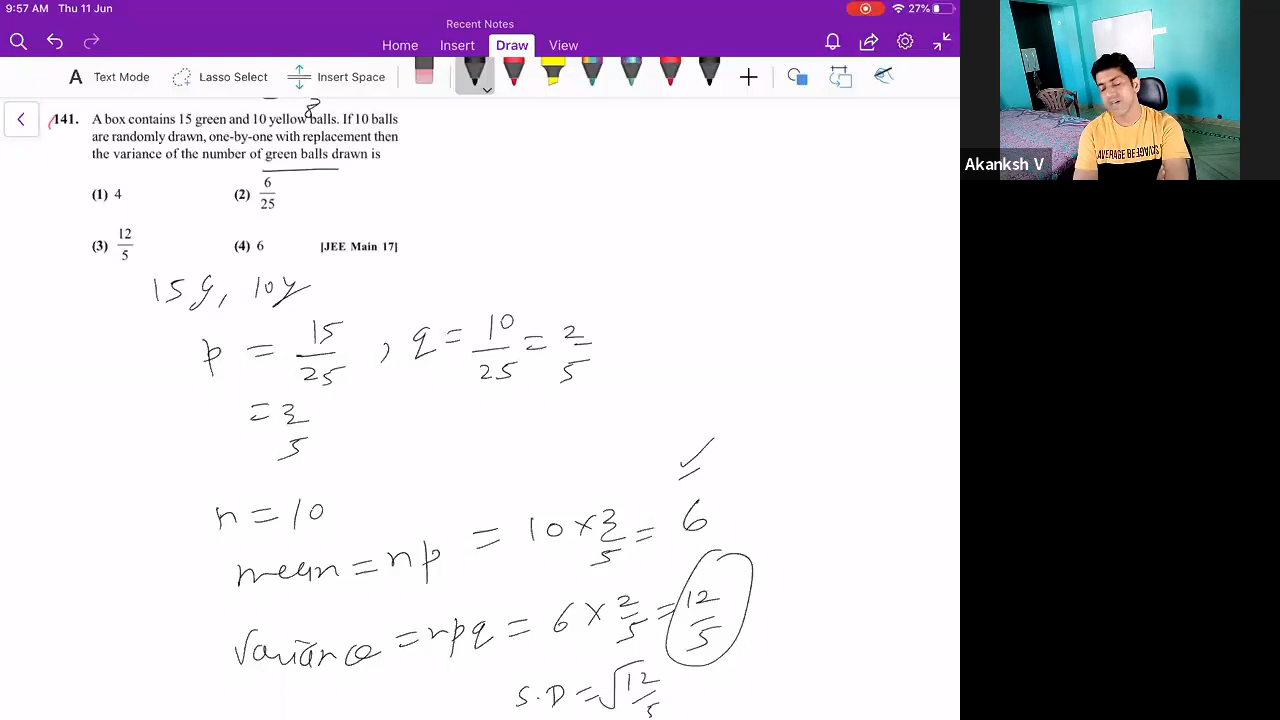 9:57 AM Thu 11 Jun
27%
Recent Notes
Home Insert Draw View
Text Mode Lasso Select Insert Space
8
141. A box contains 15 green and 10 yellow balls. If 10 balls
are randomly drawn, one-by-one with replacement then
the variance of the number of green balls drawn is
(1) 4 (2) 6/25
(3) 12/5 (4) 6 [JEE Main 17]
15 g, 10y
p = 15/25 , q = 10/25 = 2/5
= 3/5
n = 10
mean = np = 10 × 3/5 = 6
Variance = npq = 6 × 2/5 = 12/5
S.D = √12/5
Akanksh V
AVERAGE